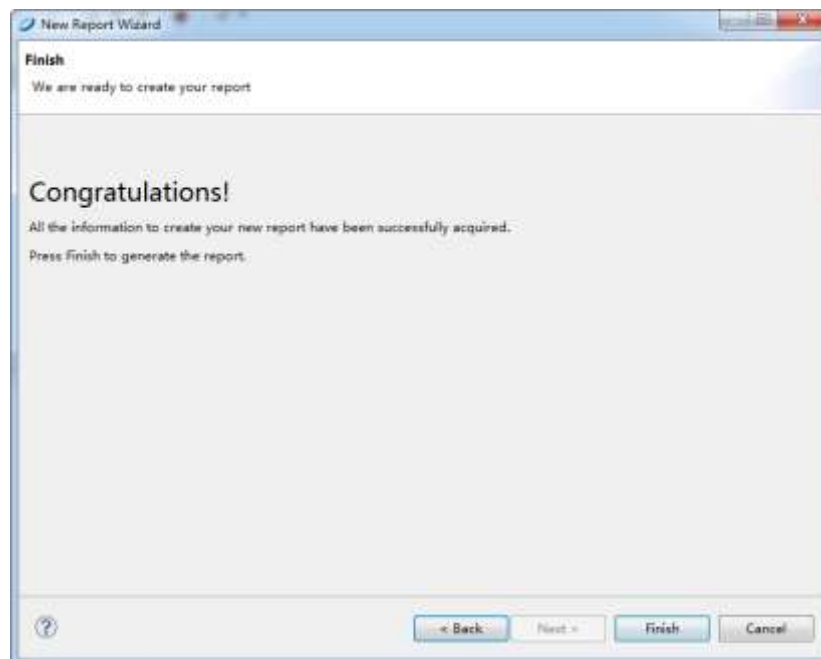 New Report Wizard
Finish
We are ready to create your report
Congratulations!
All the information to create your new report have been successfully acquired.
Press Finish to generate the report.
< Back
Next >
Finish
Cancel